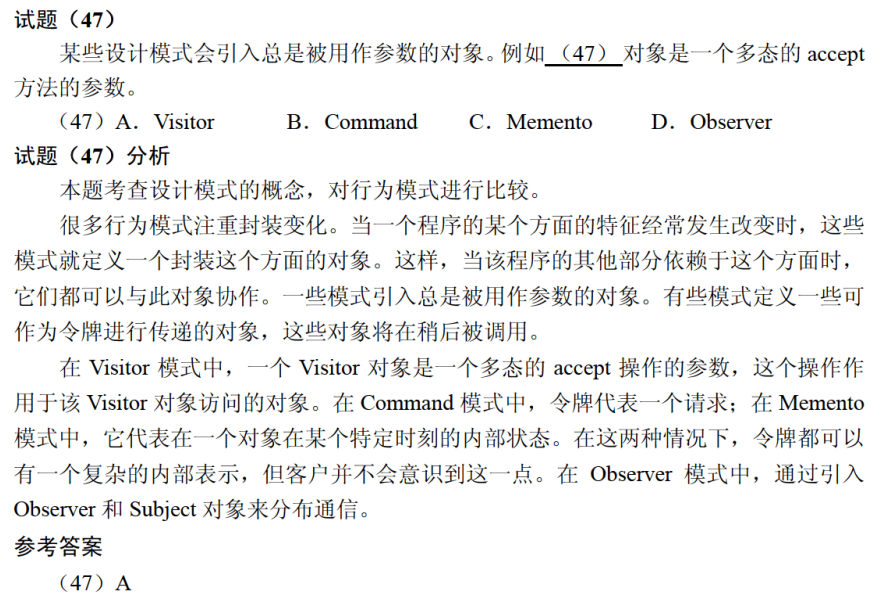 试题（47）
某些设计模式会引入总是被用作参数的对象。例如 （47） 对象是一个多态的 accept
方法的参数。
（47）A．Visitor B．Command C．Memento D．Observer
试题（47）分析
本题考查设计模式的概念，对行为模式进行比较。
很多行为模式注重封装变化。当一个程序的某个方面的特征经常发生改变时，这些
模式就定义一个封装这个方面的对象。这样，当该程序的其他部分依赖于这个方面时，
它们都可以与此对象协作。一些模式引入总是被用作参数的对象。有些模式定义一些可
作为令牌进行传递的对象，这些对象将在稍后被调用。
在 Visitor 模式中，一个 Visitor 对象是一个多态的 accept 操作的参数，这个操作作
用于该 Visitor 对象访问的对象。在 Command 模式中，令牌代表一个请求；在 Memento
模式中，它代表在一个对象在某个特定时刻的内部状态。在这两种情况下，令牌都可以
有一个复杂的内部表示，但客户并不会意识到这一点。在 Observer 模式中，通过引入
Observer 和 Subject 对象来分布通信。
参考答案
（47）A